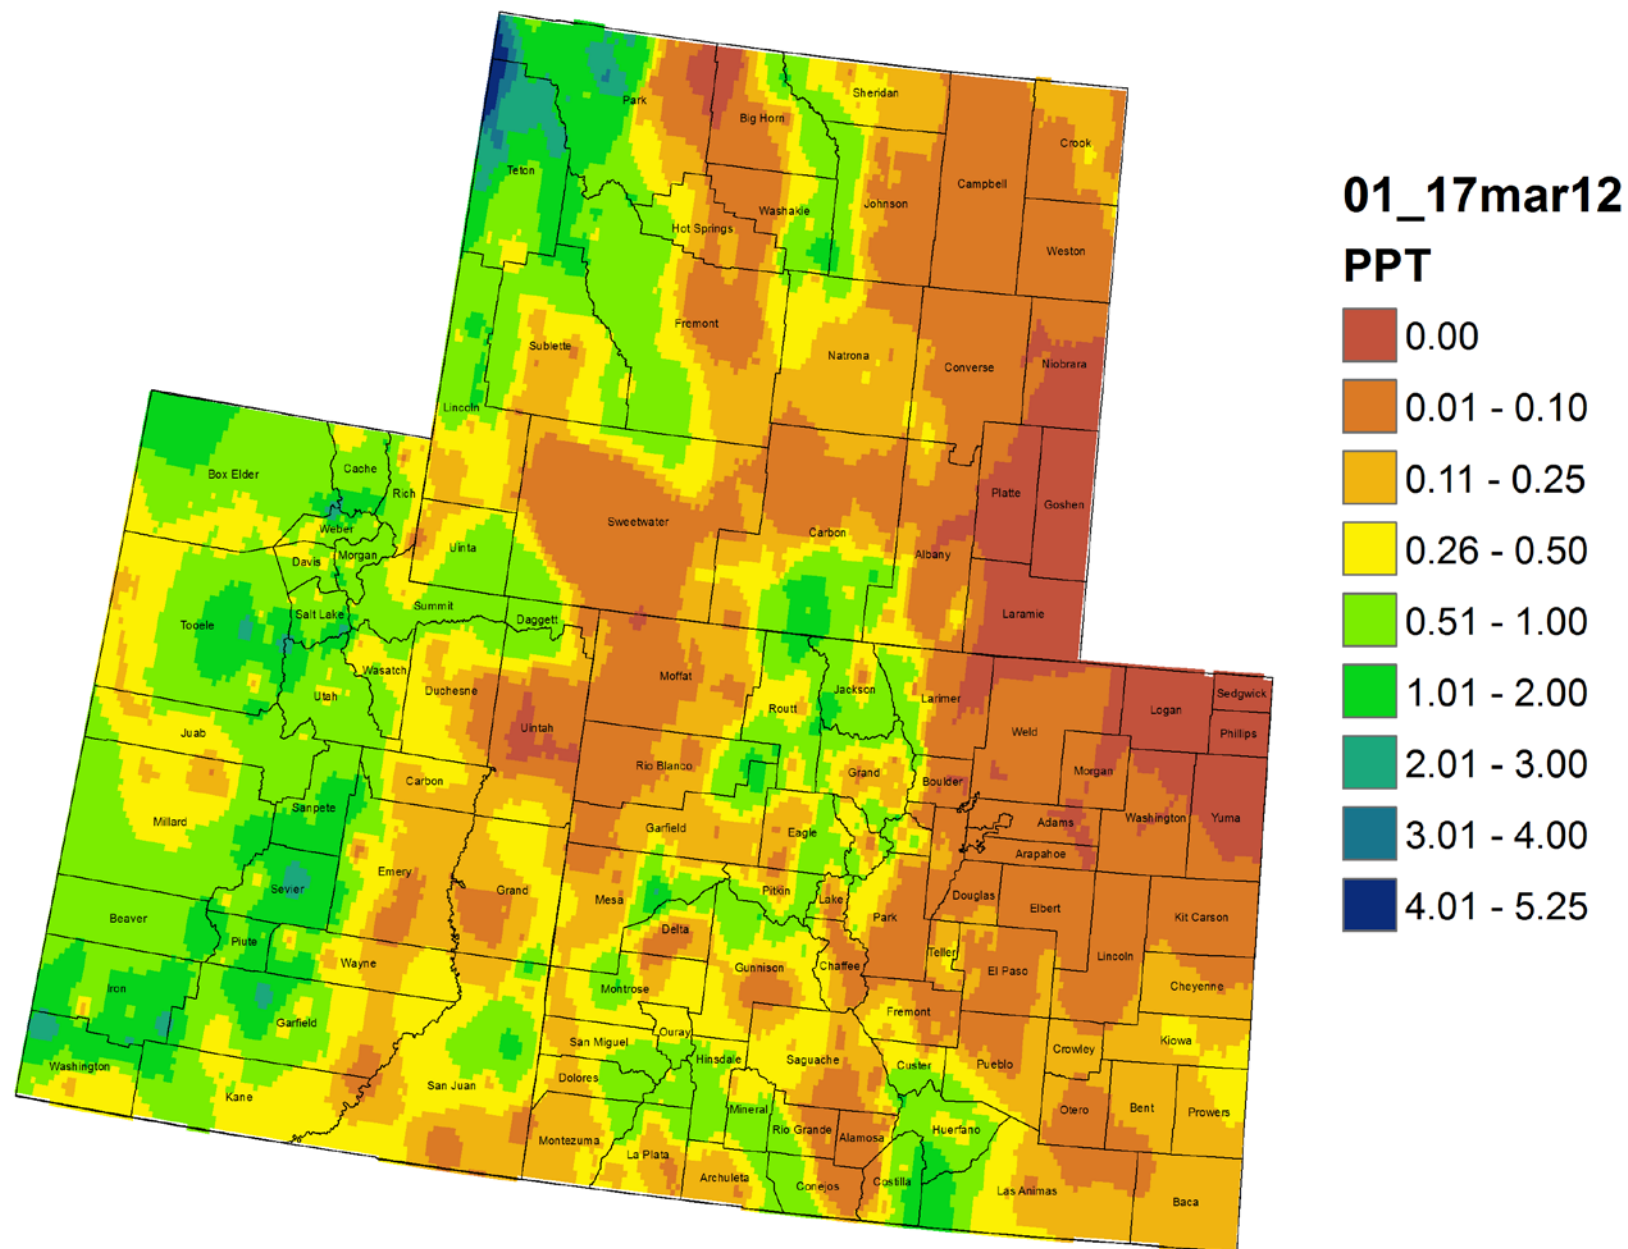 01_17mar12
PPT
0.00
0.01 - 0.10
0.11 - 0.25
0.26 - 0.50
0.51 - 1.00
1.01 - 2.00
2.01 - 3.00
3.01 - 4.00
4.01 - 5.25
Park
Sheridan
Big Horn
Crook
Teton
Campbell
Johnson
Washakie
Hot Springs
Weston
Fremont
Sublette
Natrona
Converse
Niobrara
Lincoln
Sweetwater
Carbon
Platte
Goshen
Albany
Uinta
Laramie
Box Elder
Cache
Rich
Weber
Morgan
Davis
Salt Lake
Summit
Daggett
Tooele
Wasatch
Duchesne
Utah
Uintah
Juab
Carbon
Sanpete
Millard
Emery
Grand
Sevier
Beaver
Piute
Wayne
Iron
Garfield
Washington
Kane
San Juan
Moffat
Jackson
Larimer
Routt
Weld
Logan
Sedgwick
Phillips
Rio Blanco
Grand
Boulder
Morgan
Garfield
Eagle
Adams
Washington
Yuma
Arapahoe
Mesa
Pitkin
Lake
Park
Douglas
Elbert
Kit Carson
Delta
Gunnison
Chaffee
Teller
El Paso
Lincoln
Cheyenne
Montrose
Fremont
Ouray
San Miguel
Hinsdale
Saguache
Custer
Pueblo
Crowley
Kiowa
Dolores
Mineral
Rio Grande
Alamosa
Huerfano
Otero
Bent
Prowers
Montezuma
La Plata
Archuleta
Conejos
Costilla
Las Animas
Baca